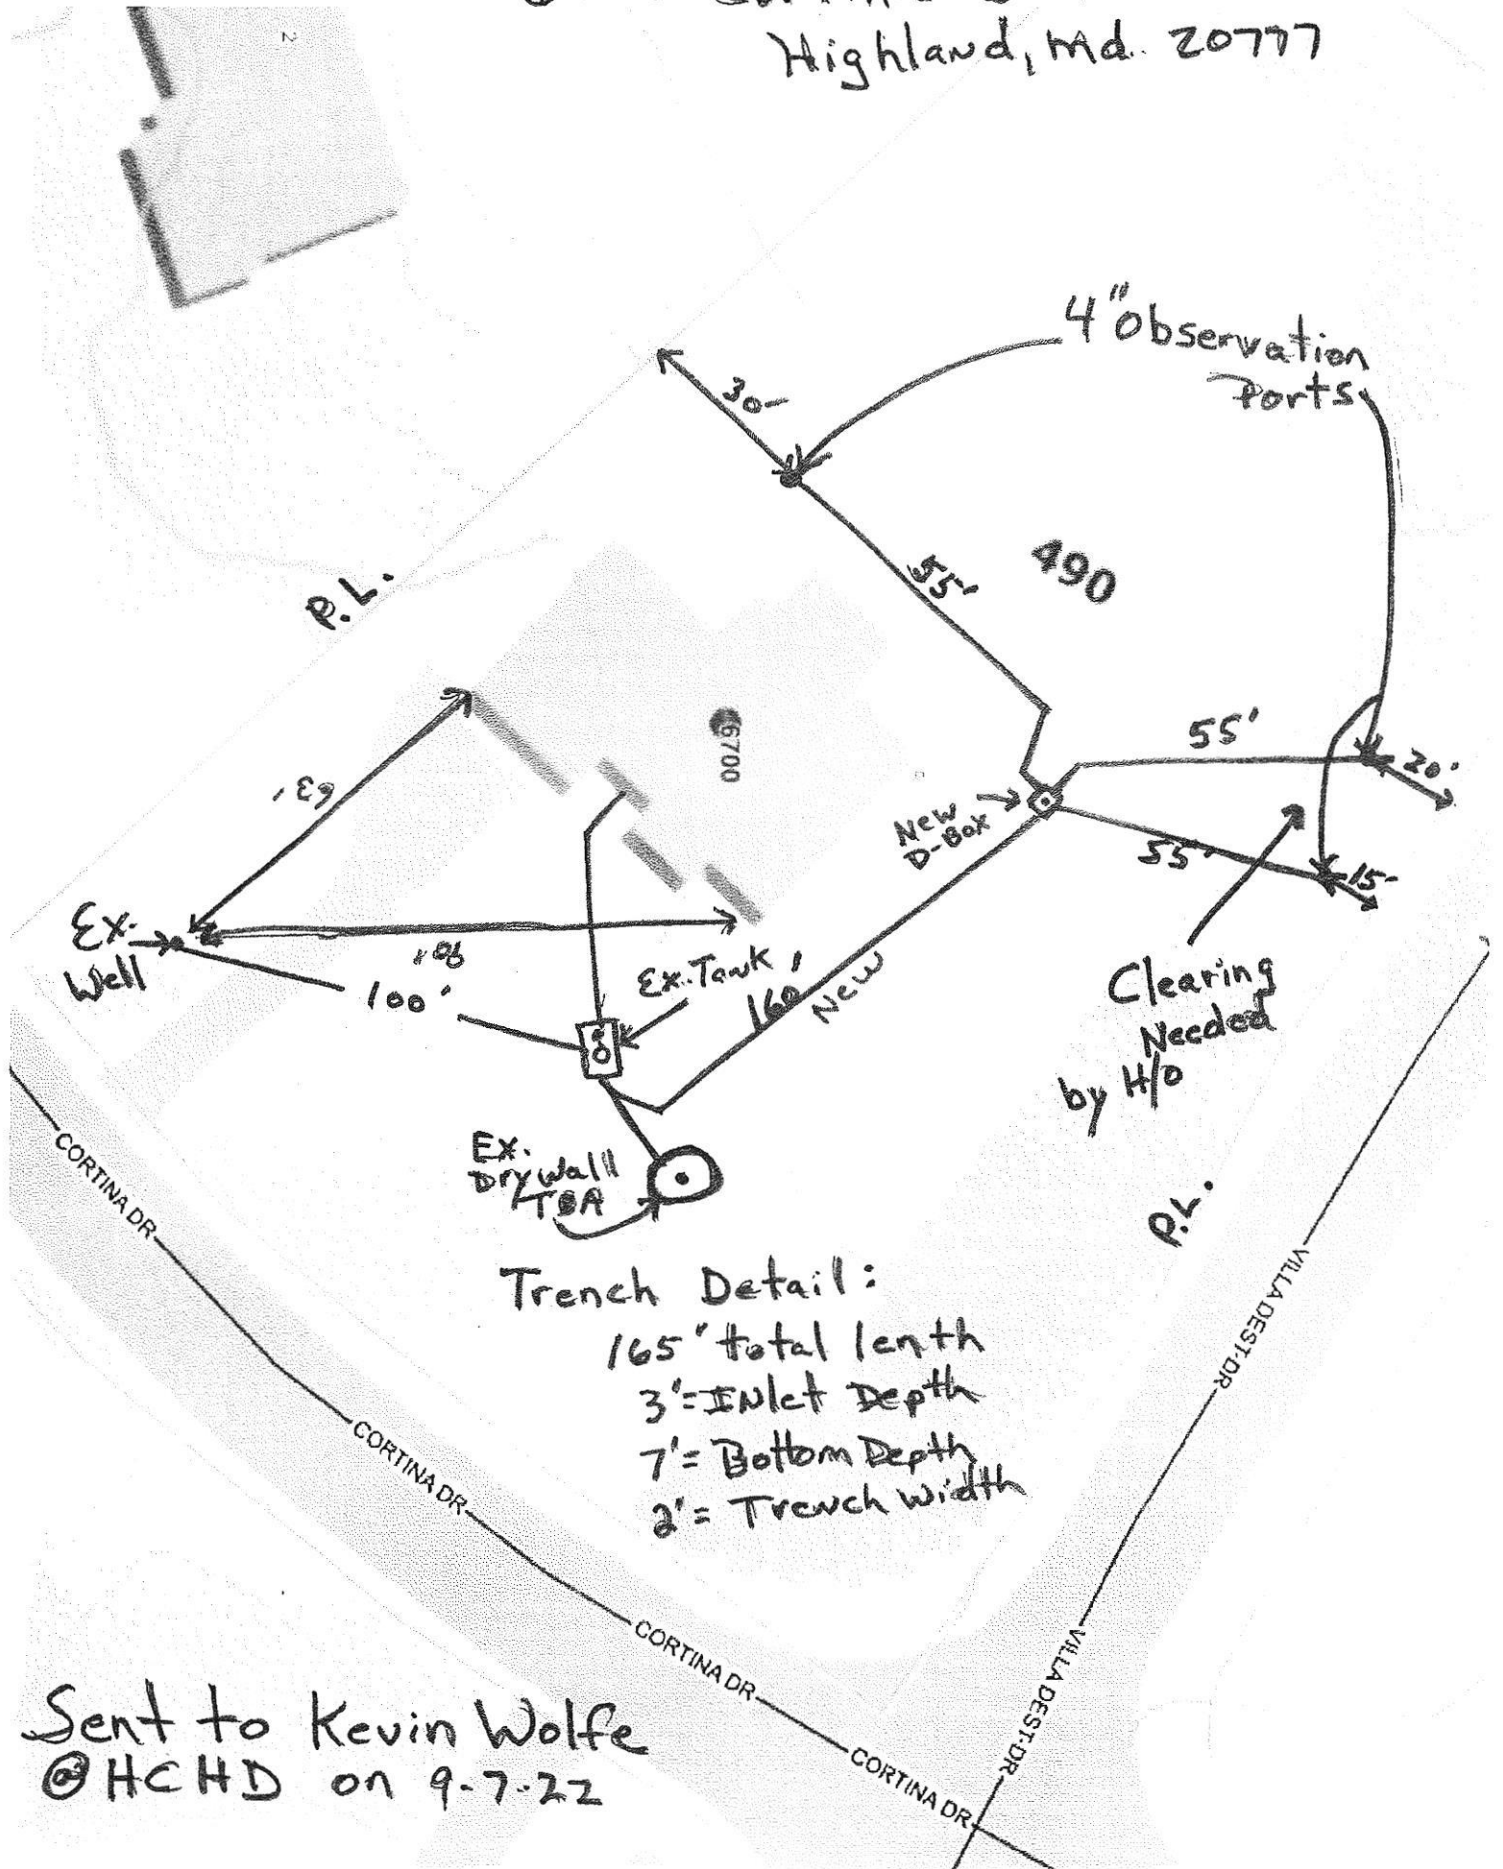 Highland, Md. 20777
2
4" Observation
Ports
30'
55'
490
P.L.
6700
55'
20'
New
D-Box
55'
15'
63'
Ex.
Well
100'
Ex. Tank
160'
New
Clearing
Needed
by H/O
Ex.
Drywall
P.L.
Trench Detail:
165' total lenth
3'= INlet Depth
7'= Bottom Depth
2'= Trench Width
CORTINA DR
CORTINA DR
CORTINA DR
CORTINA DR
VILLA DEST-DR
VILLA DEST-DR
Sent to Kevin Wolfe
@ HCHD on 9-7-22